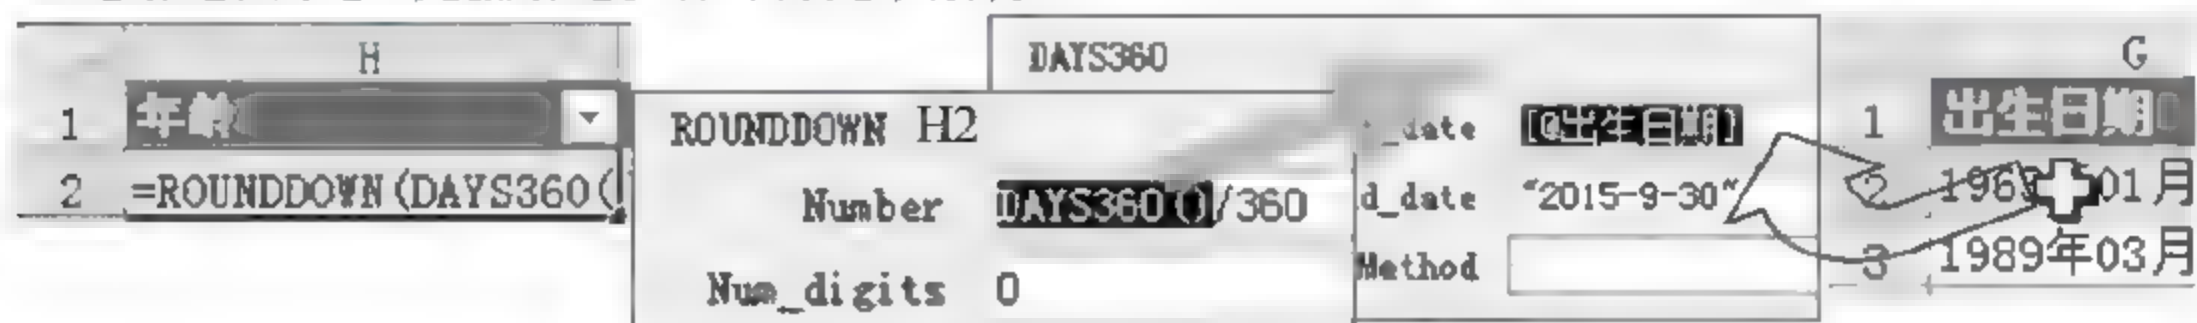 H
1 年龄
2 =ROUNDDOWN(DAYS360(
ROUNDDOWN H2
Number DAYS360()/360
Num_digits 0
DAYS360
_date [@出生日期]
d_date "2015-9-30"
Method
G
1 出生日期
2 196 01月
3 1989年03月